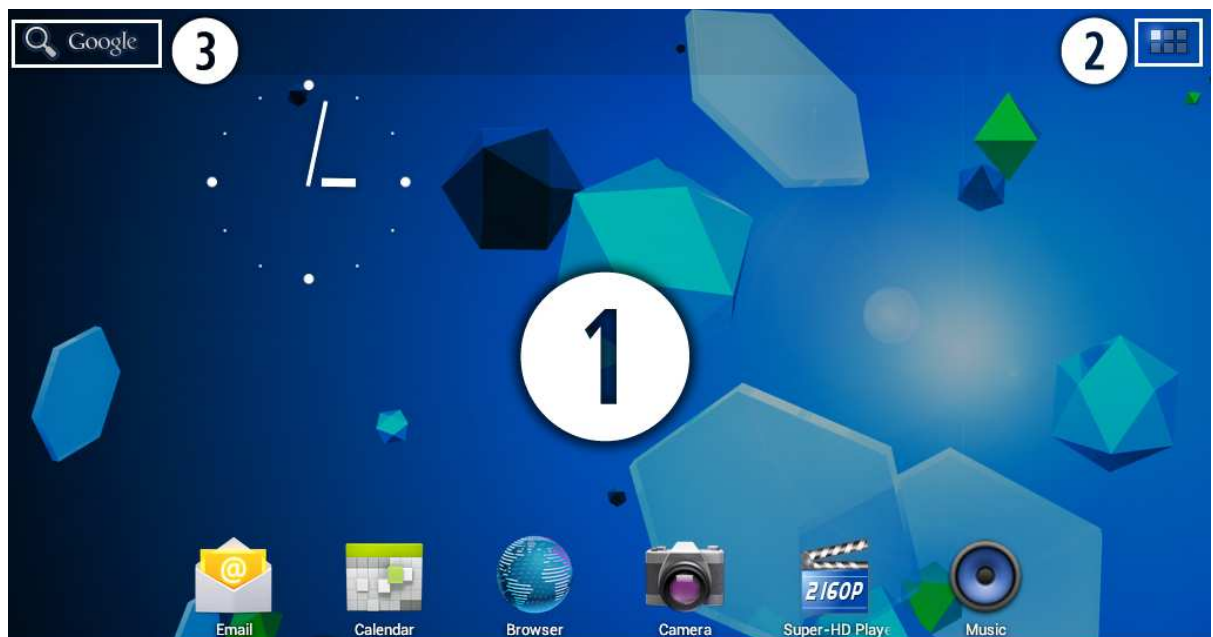 Google
3
2
1
@
2160P
Email
Calendar
Browser
Camera
Super-HD Playe
Music